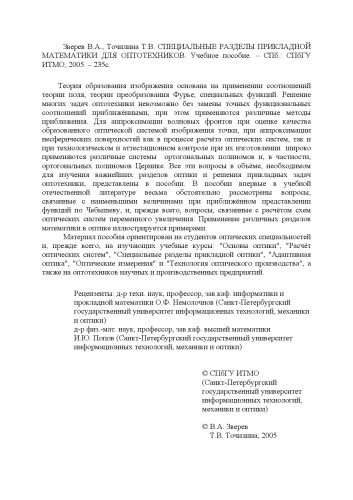 Зверев В.А., Точилина Т.В. СПЕЦИАЛЬНЫЕ РАЗДЕЛЫ ПРИКЛАДНОЙ
МАТЕМАТИКИ ДЛЯ ОПТОТЕХНИКОВ. Учебное пособие. – СПб.: СПбГУ
ИТМО, 2005. – 235с.
Теория образования изображения основана на применении соотношений
теории поля, теории преобразования Фурье, специальных функций. Решение
многих задач оптотехники невозможно без замены точных функциональных
соотношений приближёнными, при этом применяются различные методы
приближения. Для аппроксимации волновых фронтов при оценке качества
образованного оптической системой изображения точки, при аппроксимации
несферических поверхностей как в процессе расчёта оптических систем, так и
при технологическом и аттестационном контроле при их изготовлении широко
применяются различные системы ортогональных полиномов и, в частности,
ортогональных полиномов Цернике. Все эти вопросы в объёме, необходимом
для изучения важнейших разделов оптики и решения прикладных задач
оптотехники, представлены в пособии. В пособии впервые в учебной
отечественной литературе весьма обстоятельно рассмотрены вопросы,
связанные с наименьшими величинами при приближённом представлении
функций по Чебышеву, и, прежде всего, вопросы, связанные с расчётом схем
оптических систем переменного увеличения. Применение различных разделов
математики в оптике иллюстрируется примерами.
Материал пособия ориентирован на студентов оптических специальностей
и, прежде всего, на изучающих учебные курсы: "Основы оптики", "Расчёт
оптических систем", "Специальные разделы прикладной оптики", "Адаптивная
оптика", "Оптические измерения" и "Технология оптического производства", а
также на оптотехников научных и производственных предприятий.
Рецензенты: д-р техн. наук, профессор, зав.каф. информатики и
прикладной математики О.Ф. Немолочнов (Санкт-Петербургский
государственный университет информационных технологий, механики
и оптики)
д-р физ.-мат. наук, профессор, зав.каф. высшей математики
И.Ю. Попов (Санкт-Петербургский государственный университет
информационных технологий, механики и оптики)
© СПбГУ ИТМО
(Санкт-Петербургский
государственный университет
информационных технологий,
механики и оптики)
© В.А. Зверев
Т.В. Точилина, 2005